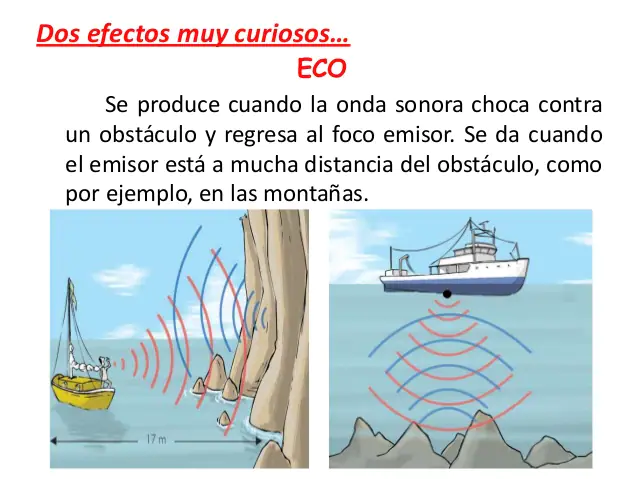 Dos efectos muy curiosos…
ECO
Se produce cuando la onda sonora choca contra
un obstáculo y regresa al foco emisor. Se da cuando
el emisor está a mucha distancia del obstáculo, como
por ejemplo, en las montañas.
17 m